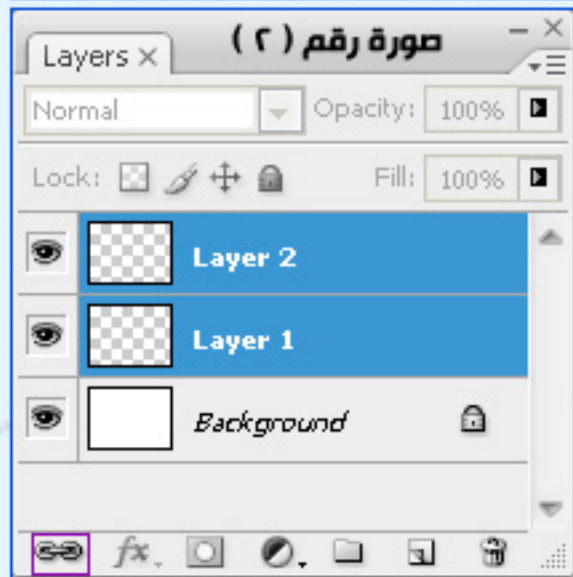 صورة رقم ( ٢ )
Layers ×
Normal Opacity: 100%
Lock: Fill: 100%
Layer 2
Layer 1
Background
fx.